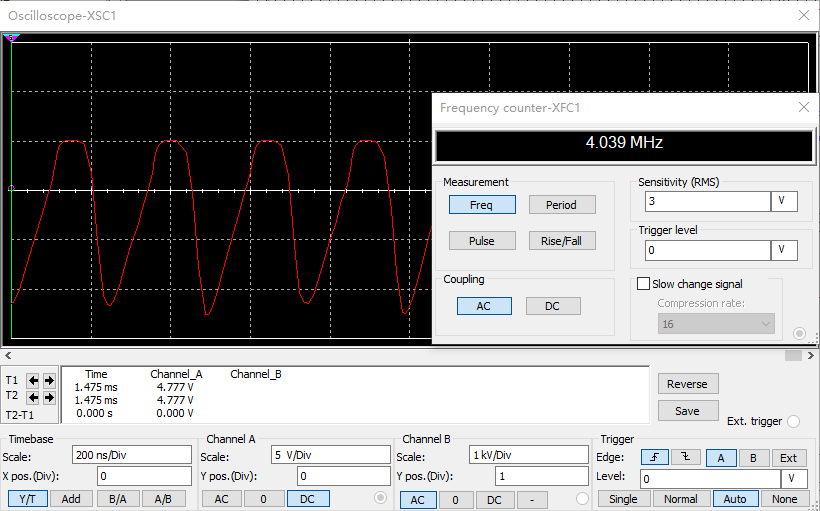 Oscilloscope-XSC1
Frequency counter-XFC1
4.039 MHz
Measurement
Freq Period
Pulse Rise/Fall
Coupling
AC DC
Sensitivity (RMS)
3 V
Trigger level
0 V
Slow change signal
Compression rate:
16
T1
T2
T2-T1
Time Channel_A Channel_B
1.475 ms 4.777 V
1.475 ms 4.777 V
0.000 s 0.000 V
Reverse
Save
Ext. trigger
Timebase
Scale: 200 ns/Div
X pos.(Div): 0
Y/T Add B/A A/B
Channel A
Scale: 5 V/Div
Y pos.(Div): 0
AC 0 DC
Channel B
Scale: 1 kV/Div
Y pos.(Div): 1
AC 0 DC -
Trigger
Edge: A B Ext
Level: 0 V
Single Normal Auto None